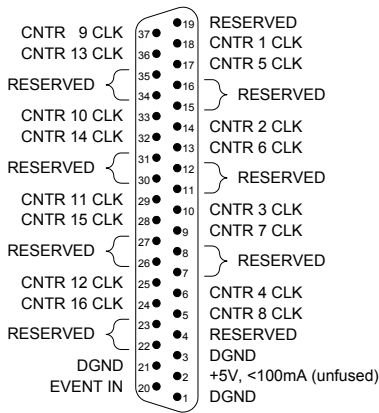 19 RESERVED
CNTR 9 CLK 37
18 CNTR 1 CLK
CNTR 13 CLK 36
17 CNTR 5 CLK
35
RESERVED
34
16
RESERVED
15
CNTR 10 CLK 33
14 CNTR 2 CLK
CNTR 14 CLK 32
13 CNTR 6 CLK
31
RESERVED
30
12
RESERVED
11
CNTR 11 CLK 29
10 CNTR 3 CLK
CNTR 15 CLK 28
9 CNTR 7 CLK
27
RESERVED
26
8
RESERVED
7
CNTR 12 CLK 25
6 CNTR 4 CLK
CNTR 16 CLK 24
5 CNTR 8 CLK
23
RESERVED
22
4 RESERVED
3 DGND
DGND 21
2 +5V, <100mA (unfused)
EVENT IN 20
1 DGND